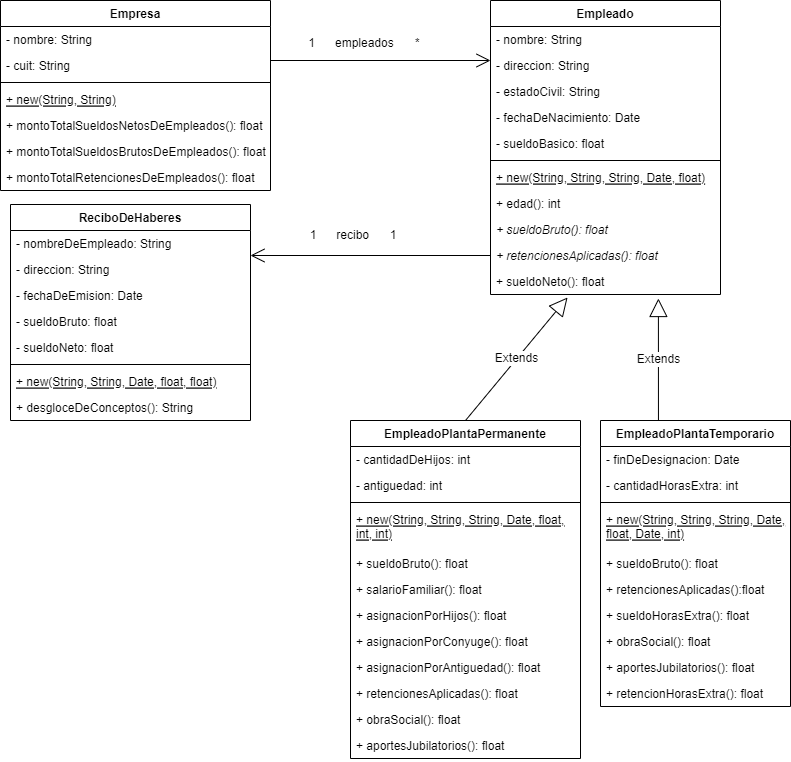 Empresa
- nombre: String
- cuit: String
+ new(String, String)
+ montoTotalSueldosNetosDeEmpleados(): float
+ montoTotalSueldosBrutosDeEmpleados(): float
+ montoTotalRetencionesDeEmpleados(): float
1 empleados *
Empleado
- nombre: String
- direccion: String
- estadoCivil: String
- fechaDeNacimiento: Date
- sueldoBasico: float
+ new(String, String, String, Date, float)
+ edad(): int
+ sueldoBruto(): float
+ retencionesAplicadas(): float
+ sueldoNeto(): float
1 recibo 1
ReciboDeHaberes
- nombreDeEmpleado: String
- direccion: String
- fechaDeEmision: Date
- sueldoBruto: float
- sueldoNeto: float
+ new(String, String, Date, float, float)
+ desgloceDeConceptos(): String
Extends
Extends
EmpleadoPlantaPermanente
- cantidadDeHijos: int
- antiguedad: int
+ new(String, String, String, Date, float,
int, int)
+ sueldoBruto(): float
+ salarioFamiliar(): float
+ asignacionPorHijos(): float
+ asignacionPorConyuge(): float
+ asignacionPorAntiguedad(): float
+ retencionesAplicadas(): float
+ obraSocial(): float
+ aportesJubilatorios(): float
EmpleadoPlantaTemporario
- finDeDesignacion: Date
- cantidadHorasExtra: int
+ new(String, String, String, Date,
float, Date, int)
+ sueldoBruto(): float
+ retencionesAplicadas():float
+ sueldoHorasExtra(): float
+ obraSocial(): float
+ aportesJubilatorios(): float
+ retencionHorasExtra(): float